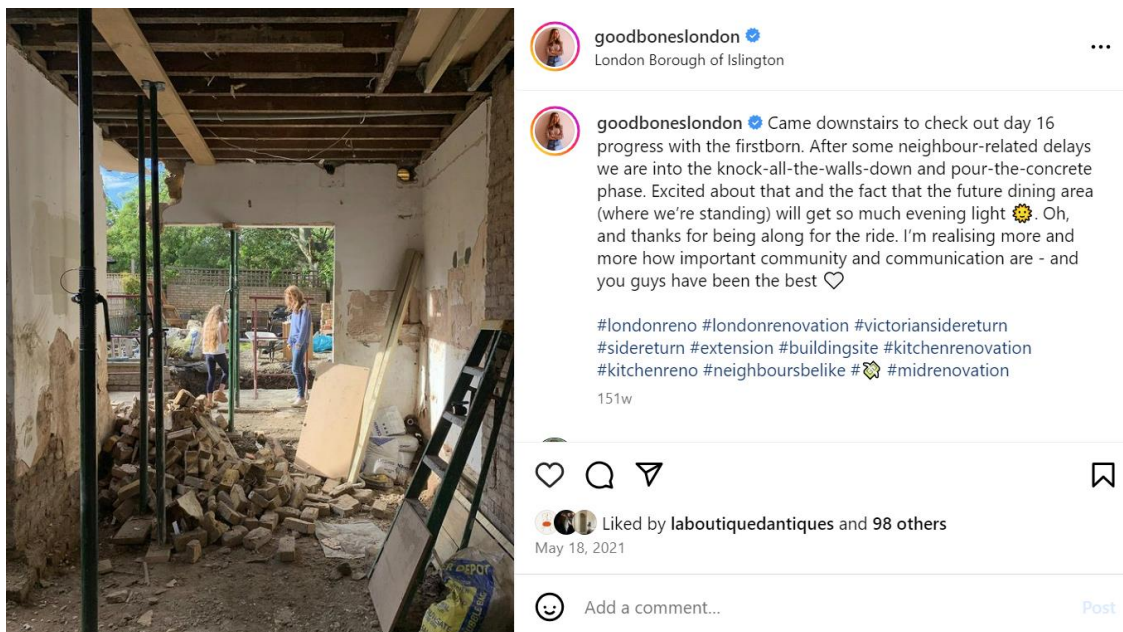 goodboneslondon
London Borough of Islington
goodboneslondon Came downstairs to check out day 16
progress with the firstborn. After some neighbour-related delays
we are into the knock-all-the-walls-down and pour-the-concrete
phase. Excited about that and the fact that the future dining area
(where we’re standing) will get so much evening light 🌞. Oh,
and thanks for being along for the ride. I’m realising more and
more how important community and communication are - and
you guys have been the best ♡
#londonreno #londonrenovation #victoriansidereturn
#sidereturn #extension #buildingsite #kitchenrenovation
#kitchenreno #neighboursbelike #💸 #midrenovation
151w
Liked by laboutiquedantiques and 98 others
May 18, 2021
Add a comment...
Post
DEPOT